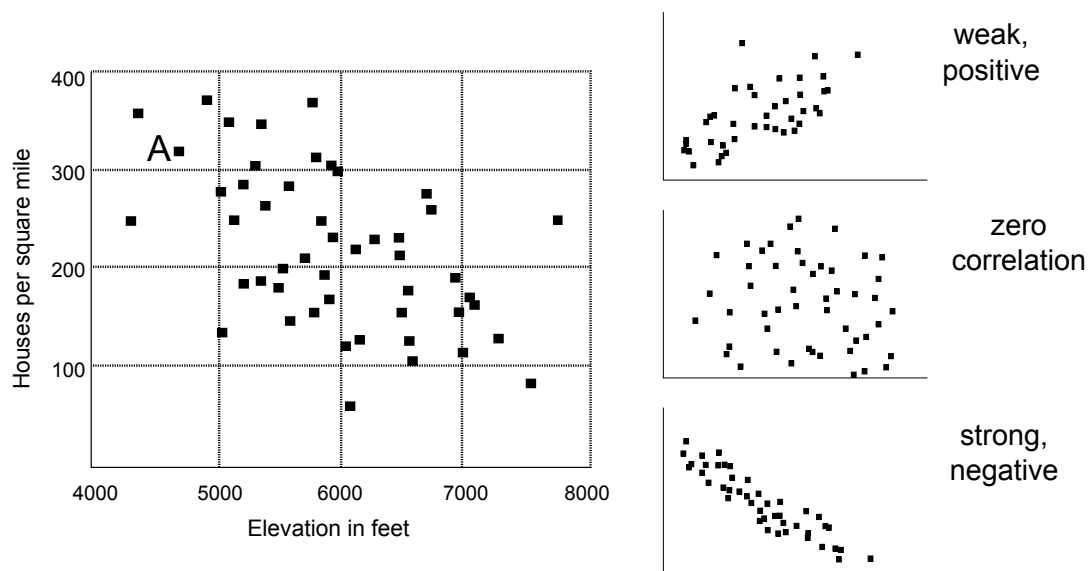 400
300
200
100
Houses per square mile
A
4000 5000 6000 7000 8000
Elevation in feet
weak,
positive
zero
correlation
strong,
negative